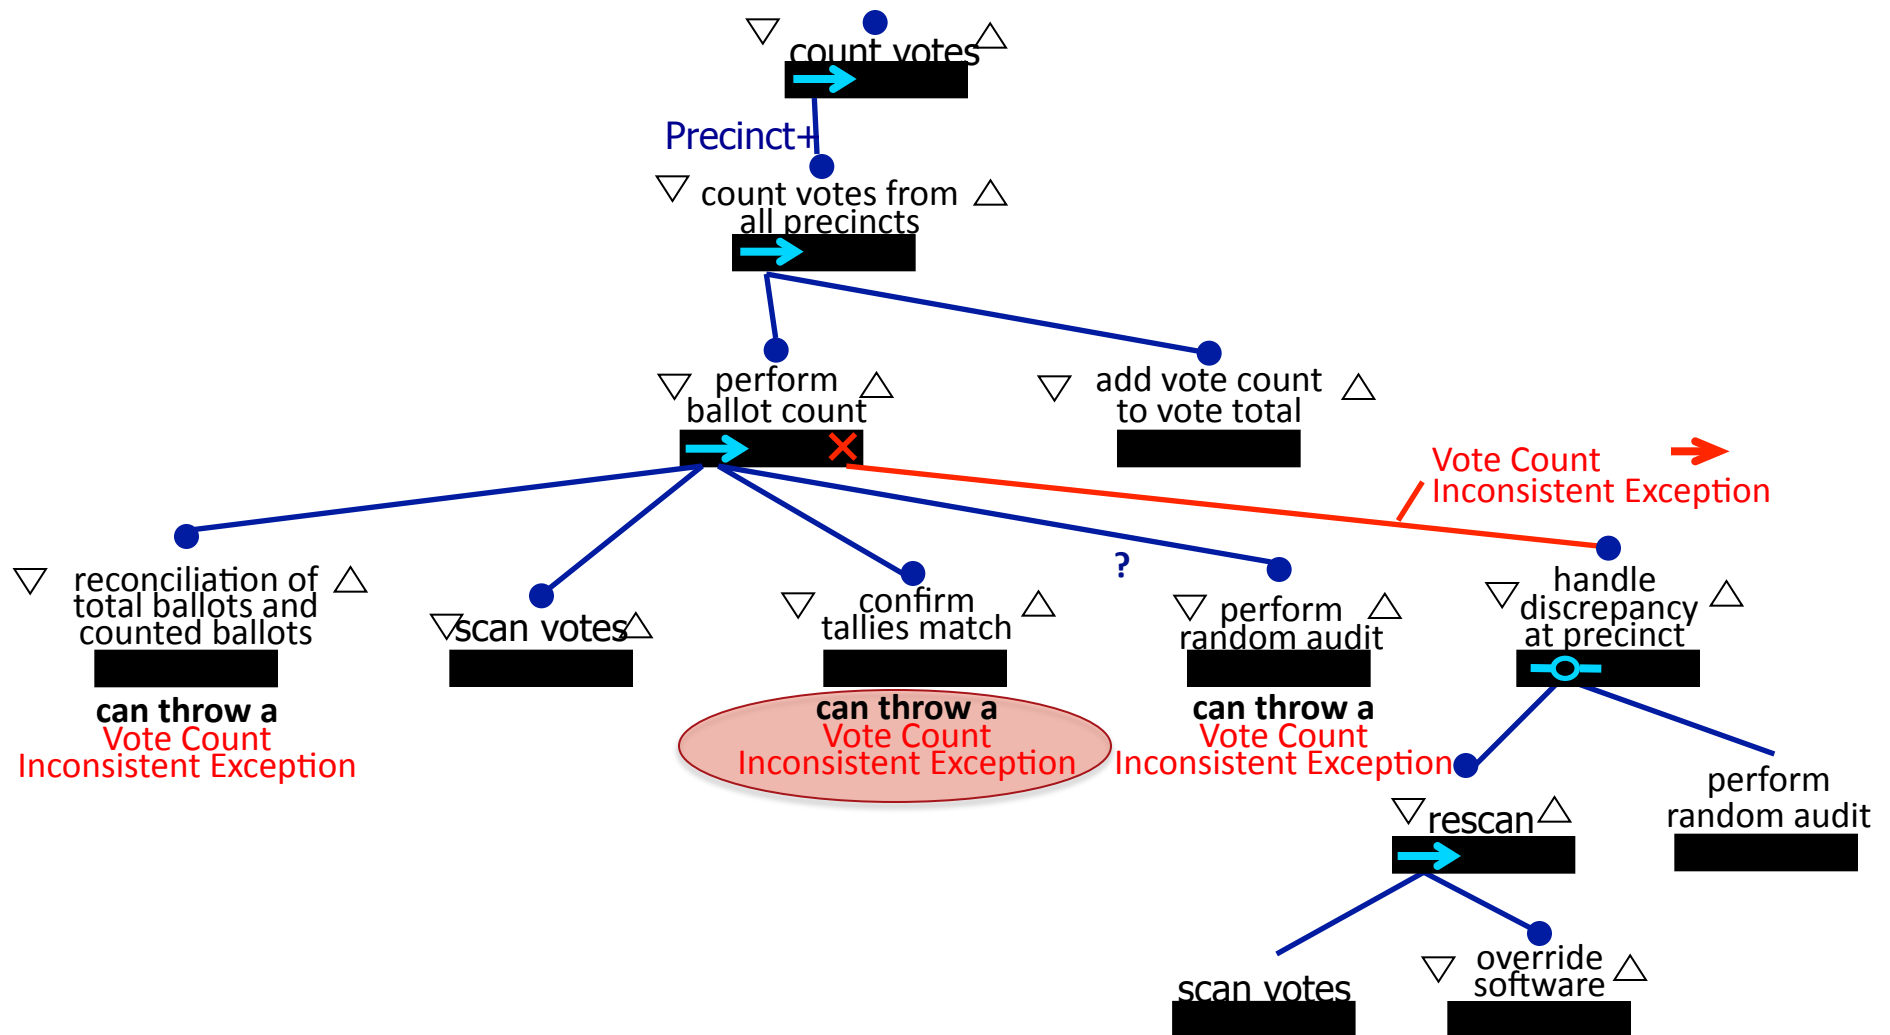 count votes
Precinct+
count votes from
all precincts
perform
ballot count
add vote count
to vote total
Vote Count
Inconsistent Exception
?
reconciliation of
total ballots and
counted ballots
can throw a
Vote Count
Inconsistent Exception
scan votes
confirm
tallies match
can throw a
Vote Count
Inconsistent Exception
perform
random audit
can throw a
Vote Count
Inconsistent Exception
handle
discrepancy
at precinct
rescan
perform
random audit
scan votes
override
software